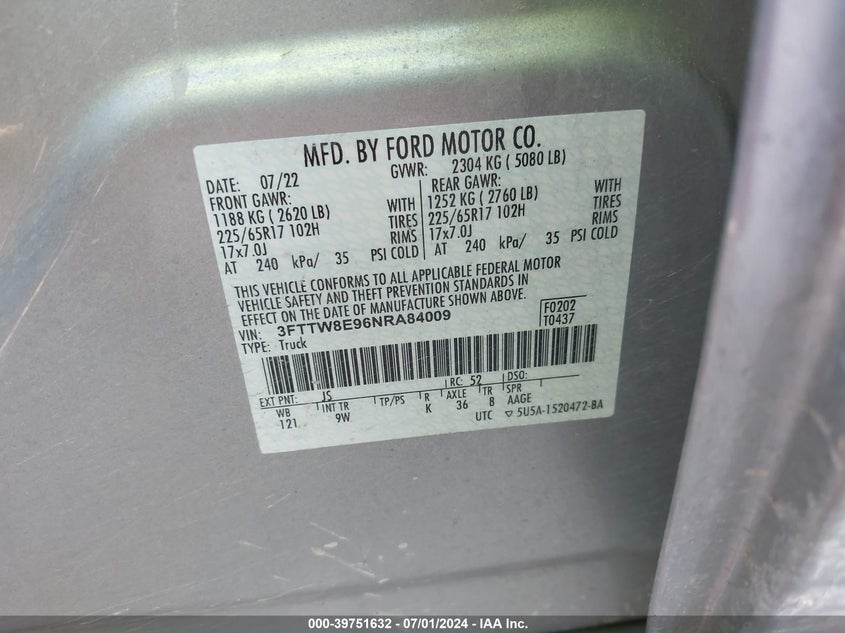 MFD. BY FORD MOTOR CO.
DATE: 07/22 GVWR: 2304 KG ( 5080 LB)
FRONT GAWR: REAR GAWR:
1188 KG ( 2620 LB) WITH 1252 KG ( 2760 LB) WITH
225/65R17 102H TIRES 225/65R17 102H TIRES
17x7.0J RIMS 17x7.0J RIMS
AT 240 kPa/ 35 PSI COLD AT 240 kPa/ 35 PSI COLD
THIS VEHICLE CONFORMS TO ALL APPLICABLE FEDERAL MOTOR
VEHICLE SAFETY AND THEFT PREVENTION STANDARDS IN
EFFECT ON THE DATE OF MANUFACTURE SHOWN ABOVE.
VIN: 3FTTW8E96NRA84009 F0202
TYPE: Truck T0437
EXT PNT: JS RC: 52 DSO:
WB INT TR TP/PS R AXLE TR SPR
121 9W K 36 8 AAGE
UTC ▽ 5U5A-1520472-BA
000-39751632 - 07/01/2024 - IAA Inc.